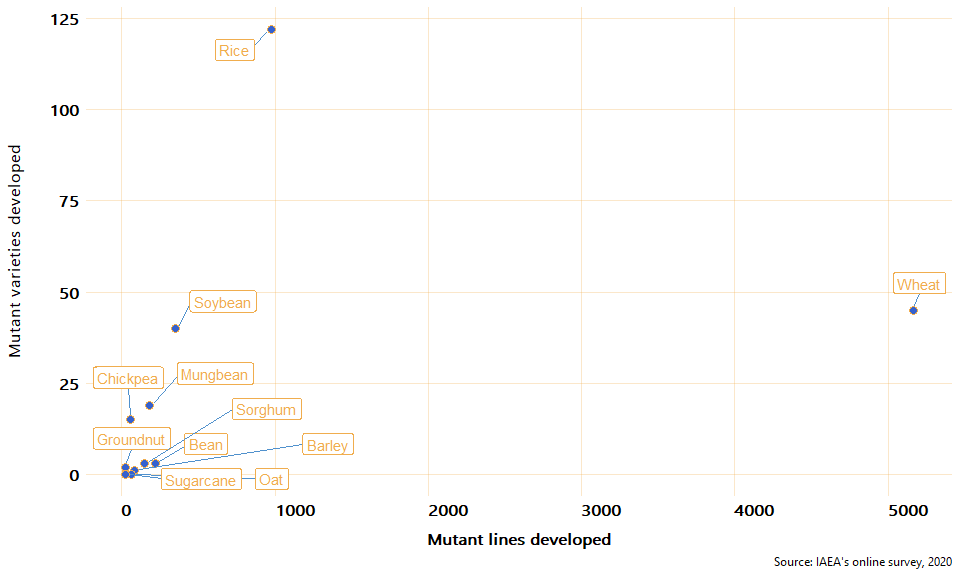 125
Rice
100
Mutant varieties developed
75
50
Wheat
Soybean
25
Chickpea
Mungbean
Sorghum
Groundnut
Bean
Barley
0
Sugarcane
Oat
0 1000 2000 3000 4000 5000
Mutant lines developed
Source: IAEA's online survey, 2020